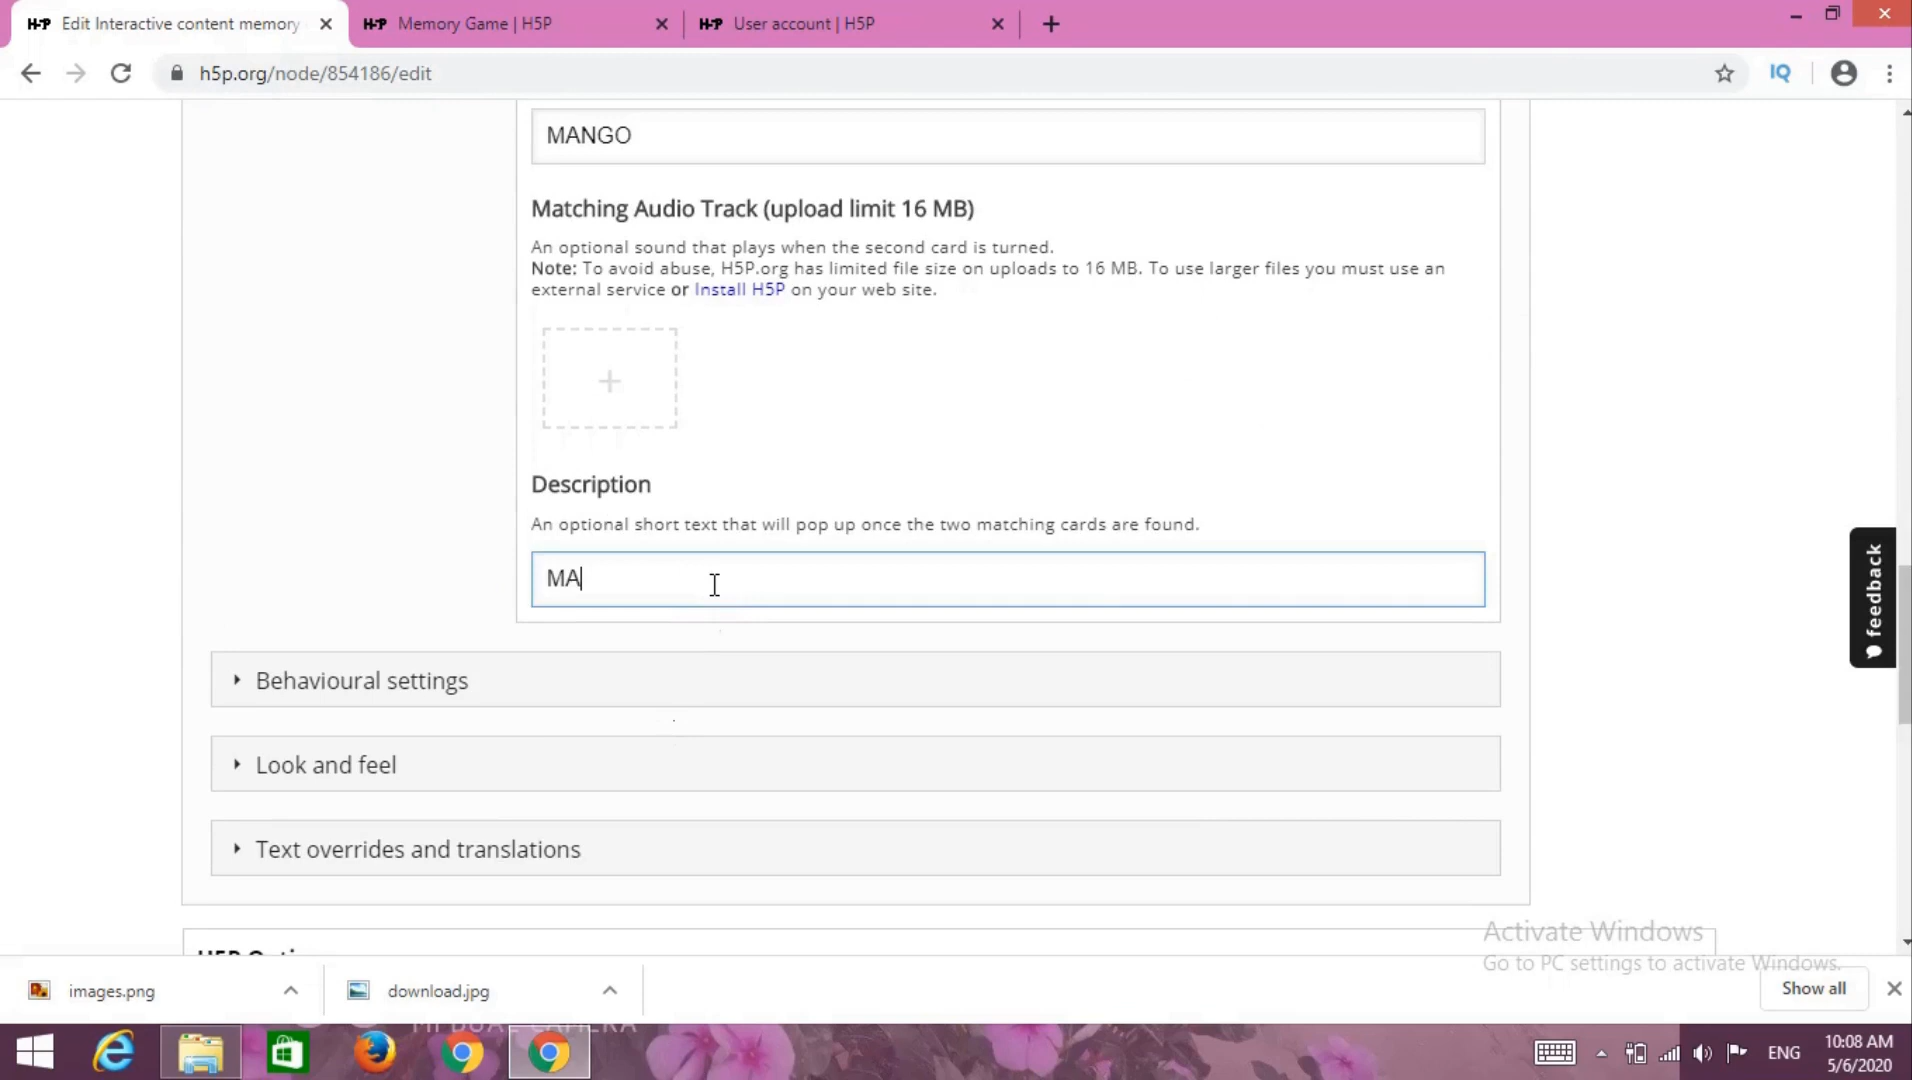 Edit Interactive content memory
Memory Game | H5P
User account | H5P
h5p.org/node/854186/edit
IQ
MANGO
Matching Audio Track (upload limit 16 MB)
An optional sound that plays when the second card is turned.
Note: To avoid abuse, H5P.org has limited file size on uploads to 16 MB. To use larger files you must use an
external service or Install H5P on your web site.
Description
An optional short text that will pop up once the two matching cards are found.
MA
feedback
Behavioural settings
Look and feel
Text overrides and translations
Activate Windows
Go to PC settings to activate Windows.
images.png
download.jpg
Show all
ENG
10:08 AM
5/6/2020